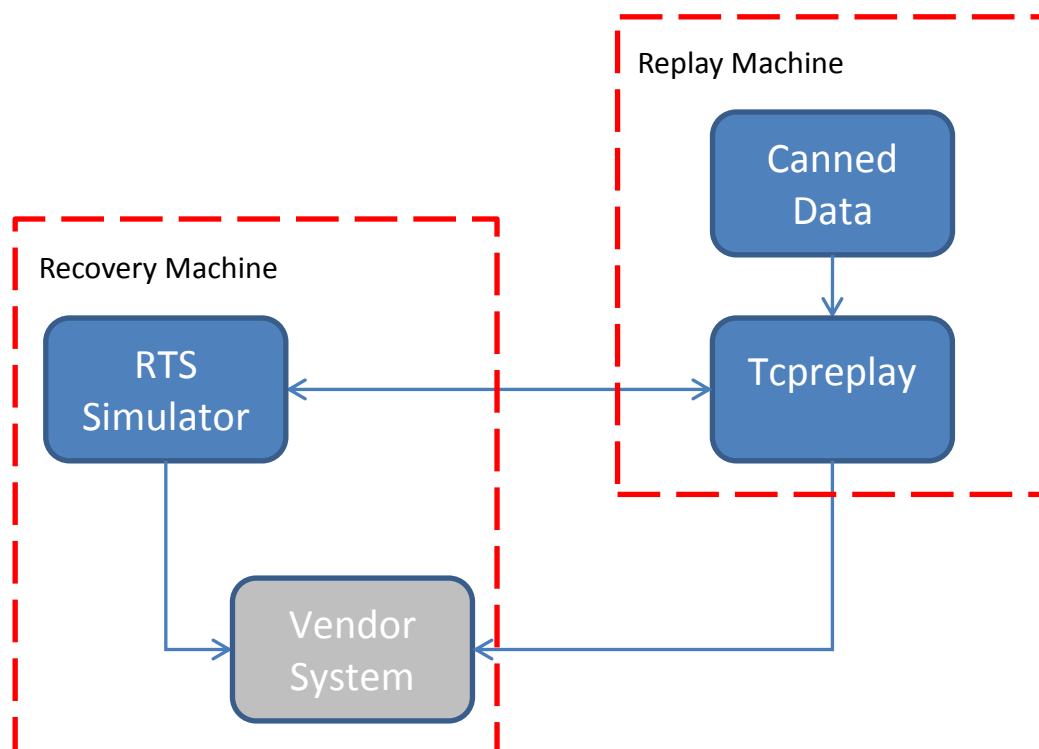 Replay Machine
Canned
Data
Recovery Machine
RTS
Simulator
Tcpreplay
Vendor
System